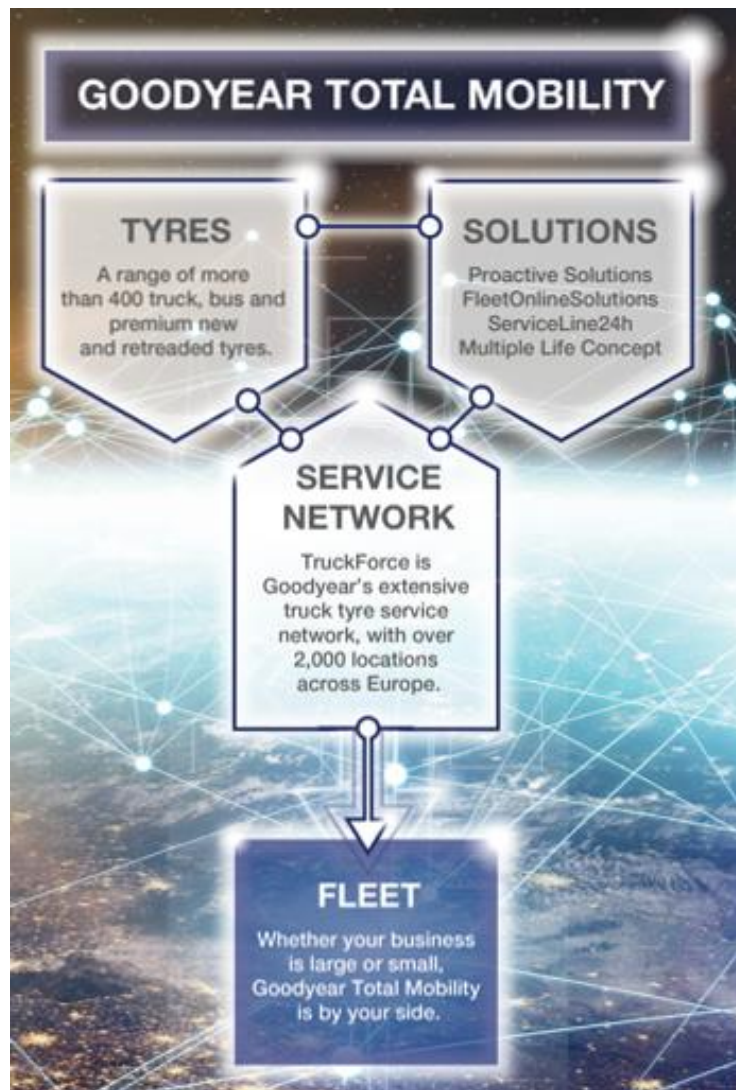 GOODYEAR TOTAL MOBILITY
TYRES
A range of more
than 400 truck, bus and
premium new
and retreaded tyres.
SOLUTIONS
Proactive Solutions
FleetOnlineSolutions
ServiceLine24h
Multiple Life Concept
SERVICE
NETWORK
TruckForce is
Goodyear's extensive
truck tyre service
network, with over
2,000 locations
across Europe.
FLEET
Whether your business
is large or small,
Goodyear Total Mobility
is by your side.